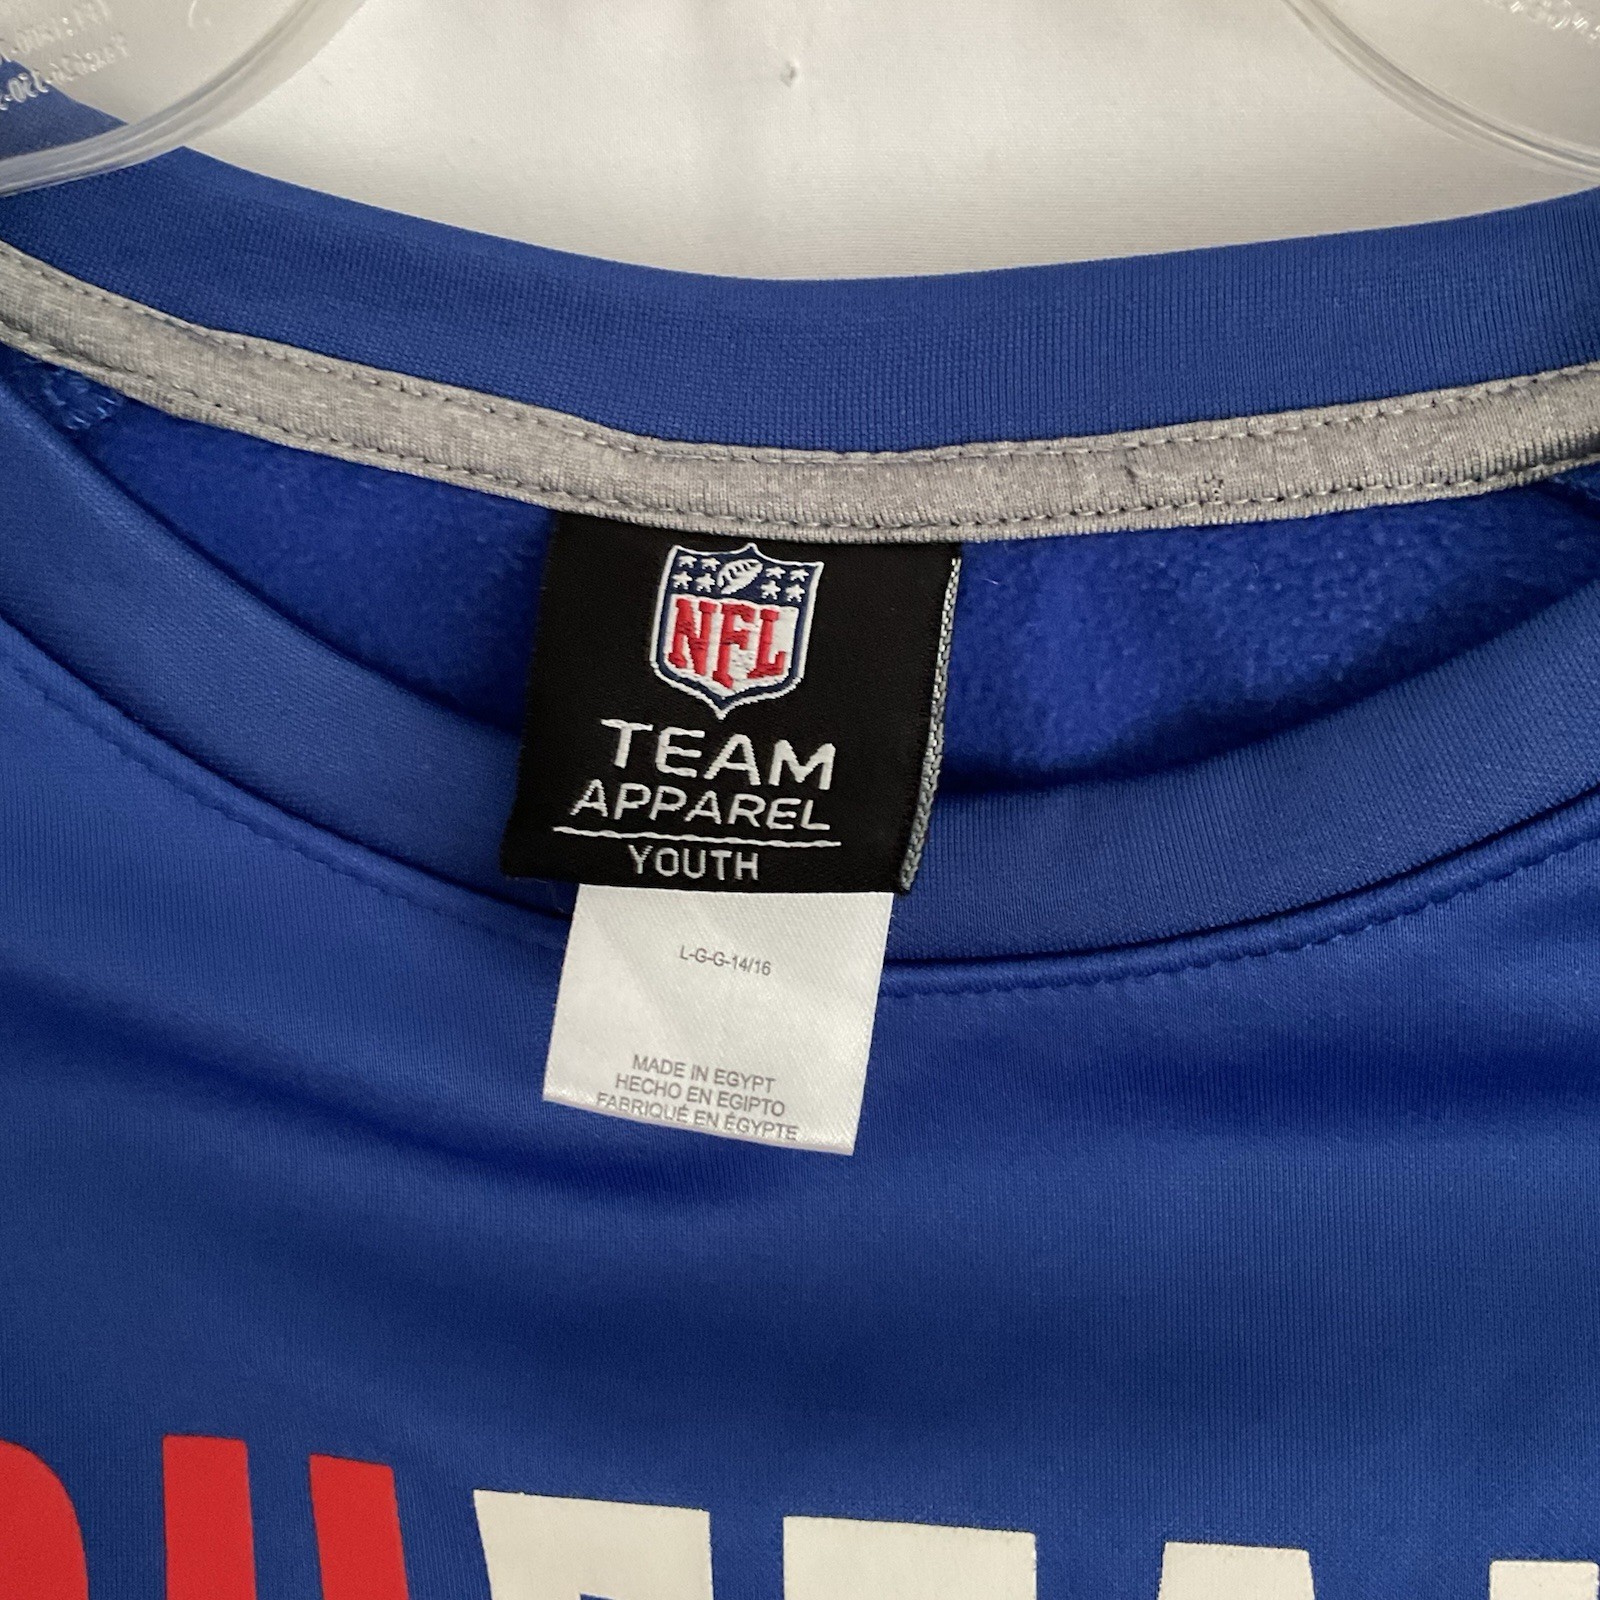 NFL
TEAM
APPAREL
YOUTH
L-G-G-14/16
MADE IN EGYPT
HECHO EN EGIPTO
FABRIQUÉ EN ÉGYPTE